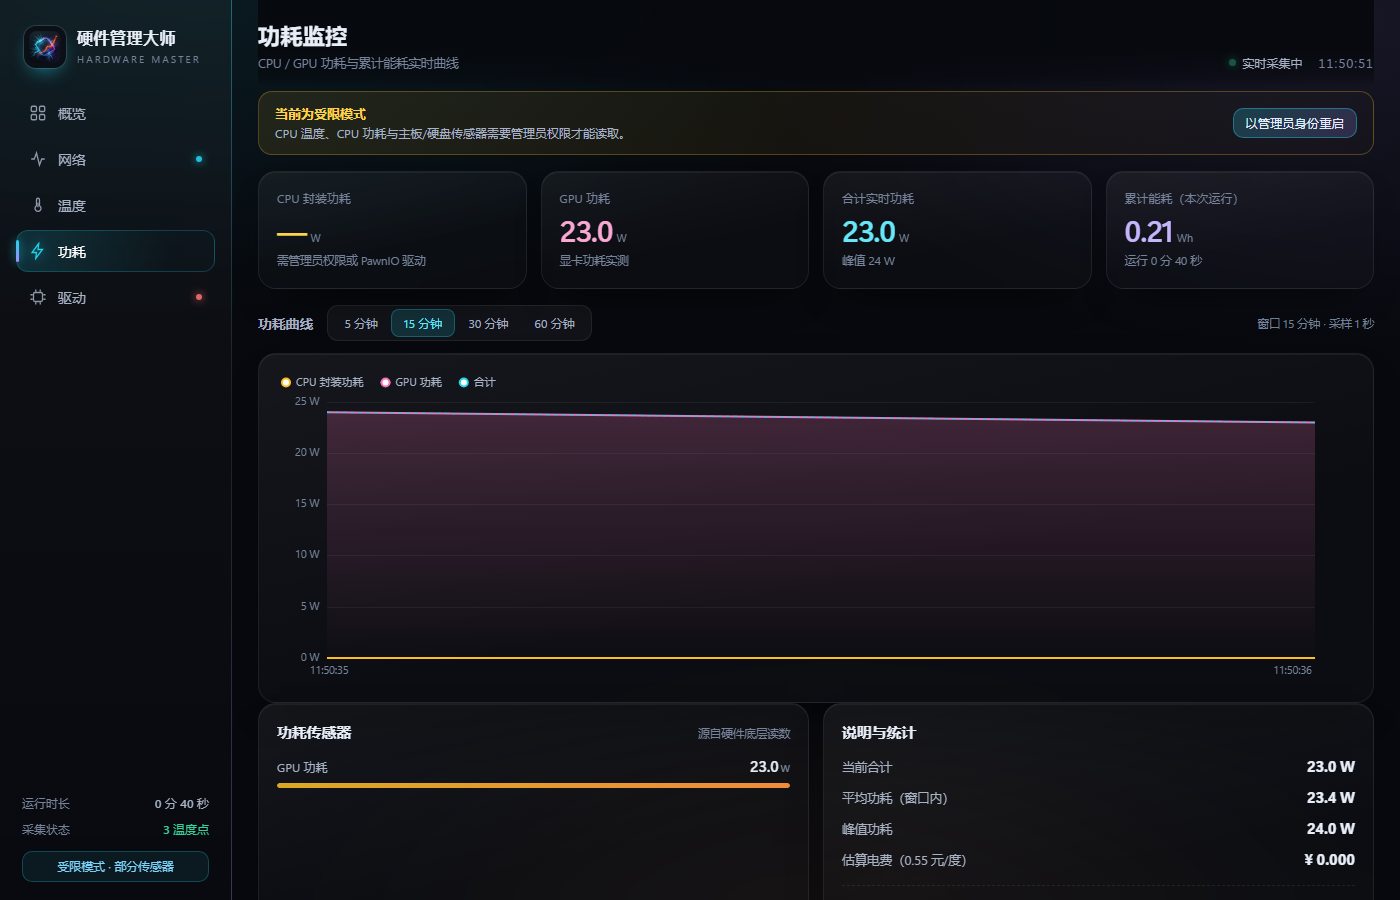 硬件管理大师
HARDWARE MASTER
概览
网络
温度
功耗
驱动
运行时长 0 分 40 秒
采集状态 3 温度点
受限模式 · 部分传感器
功耗监控
CPU / GPU 功耗与累计能耗实时曲线
实时采集中 11:50:51
当前为受限模式
CPU 温度、CPU 功耗与主板/硬盘传感器需要管理员权限才能读取。
以管理员身份重启
CPU 封装功耗
— W
需管理员权限或 PawnIO 驱动
GPU 功耗
23.0 W
显卡功耗实测
合计实时功耗
23.0 W
峰值 24 W
累计能耗（本次运行）
0.21 Wh
运行 0 分 40 秒
功耗曲线 5 分钟 15 分钟 30 分钟 60 分钟
窗口 15 分钟 · 采样 1 秒
CPU 封装功耗 GPU 功耗 合计
25 W
20 W
15 W
10 W
5 W
0 W
11:50:35 11:50:36
功耗传感器 源自硬件底层读数
GPU 功耗 23.0 W
说明与统计
当前合计 23.0 W
平均功耗（窗口内） 23.4 W
峰值功耗 24.0 W
估算电费（0.55 元/度） ¥ 0.000